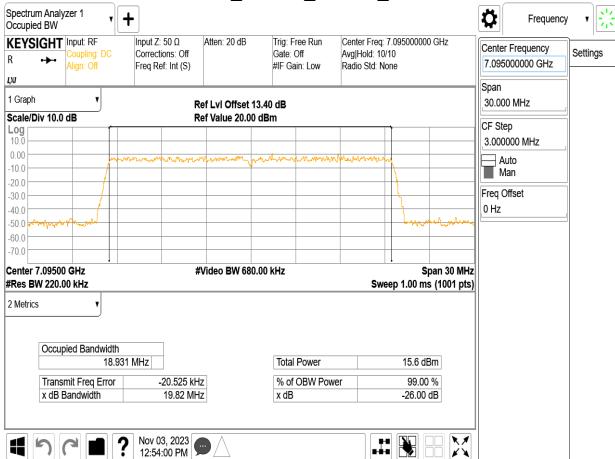 Spectrum Analyzer 1
Occupied BW
Frequency
KEYSIGHT
R
Input: RF
Coupling: DC
Align: Off
Input Z: 50 Ω
Corrections: Off
Freq Ref: Int (S)
Atten: 20 dB
Trig: Free Run
Gate: Off
#IF Gain: Low
Center Freq: 7.095000000 GHz
Avg|Hold: 10/10
Radio Std: None
Center Frequency
7.095000000 GHz
Settings
Span
30.000 MHz
CF Step
3.000000 MHz
Auto
Man
Freq Offset
0 Hz
1 Graph
Ref Lvl Offset 13.40 dB
Scale/Div 10.0 dB
Ref Value 20.00 dBm
Log
10.0
0.00
-10.0
-20.0
-30.0
-40.0
-50.0
-60.0
-70.0
Center 7.09500 GHz
#Video BW 680.00 kHz
Span 30 MHz
#Res BW 220.00 kHz
Sweep 1.00 ms (1001 pts)
2 Metrics
Occupied Bandwidth
18.931 MHz
Total Power
15.6 dBm
Transmit Freq Error
-20.525 kHz
% of OBW Power
99.00 %
x dB Bandwidth
19.82 MHz
x dB
-26.00 dB
?
Nov 03, 2023
12:54:00 PM